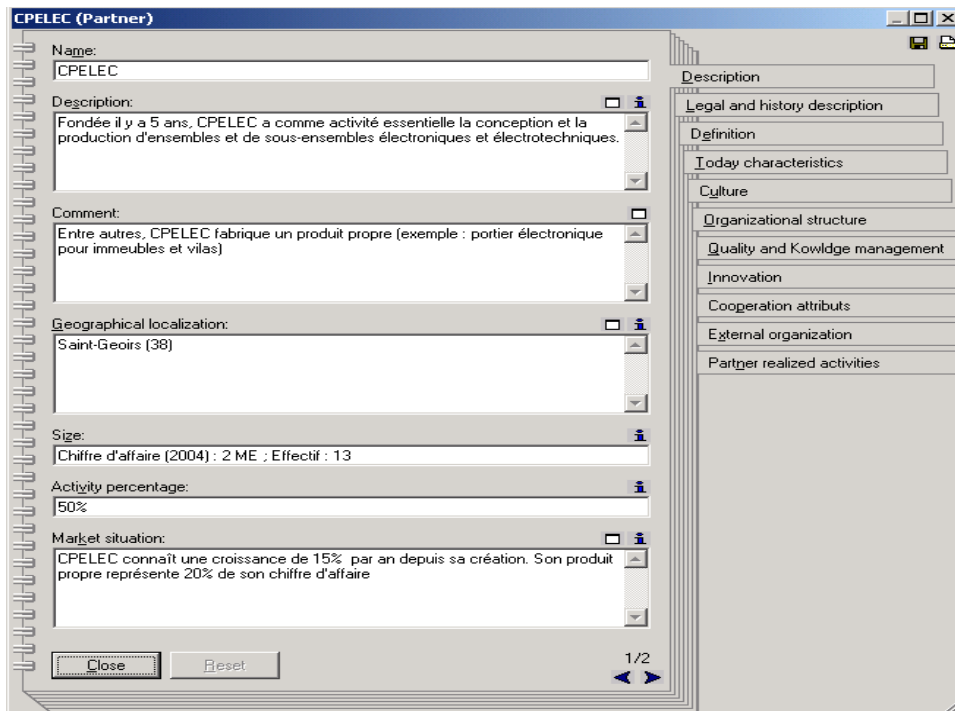 CPELEC (Partner)
Name:
CPELEC
Description:
Fondée il y a 5 ans, CPELEC a comme activité essentielle la conception et la
production d'ensembles et de sous-ensembles électroniques et électrotechniques.
Comment:
Entre autres, CPELEC fabrique un produit propre (exemple : portier électronique
pour immeubles et vilas)
Geographical localization:
Saint-Geoirs (38)
Size:
Chiffre d'affaire (2004) : 2 ME ; Effectif : 13
Activity percentage:
50%
Market situation:
CPELEC connaît une croissance de 15% par an depuis sa création. Son produit
propre représente 20% de son chiffre d'affaire
Close
Reset
1/2
Description
Legal and history description
Definition
Today characteristics
Culture
Organizational structure
Quality and Kowldge management
Innovation
Cooperation attributs
External organization
Partner realized activities